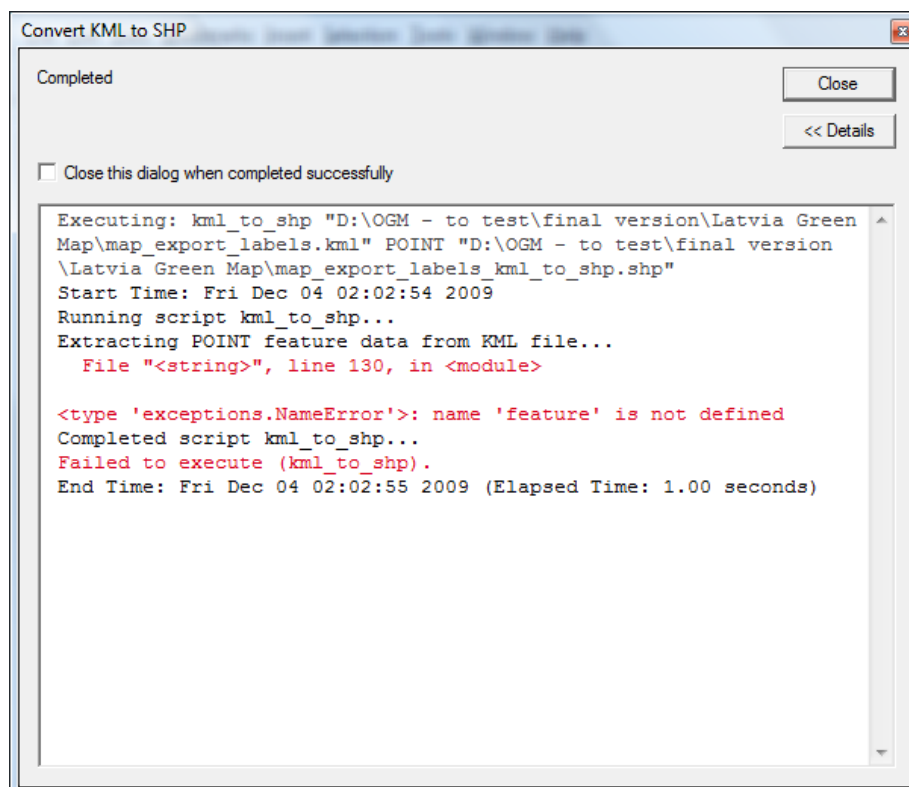 Convert KML to SHP
Completed
Close
<< Details
Close this dialog when completed successfully
Executing: kml_to_shp "D:\OGM - to test\final version\Latvia Green
Map\map_export_labels.kml" POINT "D:\OGM - to test\final version
\Latvia Green Map\map_export_labels_kml_to_shp.shp"
Start Time: Fri Dec 04 02:02:54 2009
Running script kml_to_shp...
Extracting POINT feature data from KML file...
File "<string>", line 130, in <module>
<type 'exceptions.NameError'>: name 'feature' is not defined
Completed script kml_to_shp...
Failed to execute (kml_to_shp).
End Time: Fri Dec 04 02:02:55 2009 (Elapsed Time: 1.00 seconds)